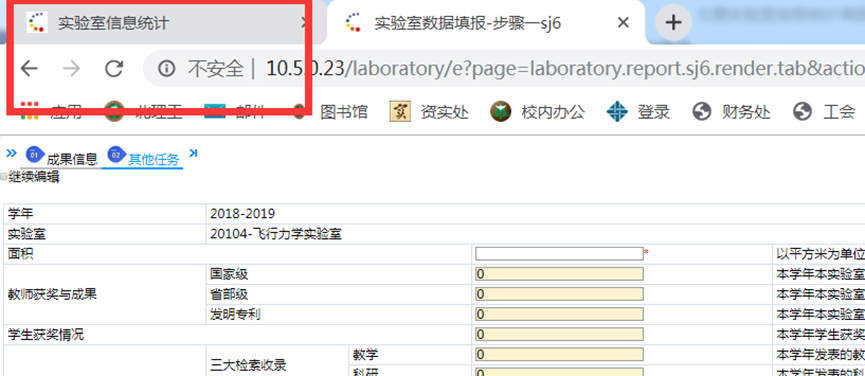 实验室信息统计
实验室数据填报-步骤一sj6
不安全 | 10.5.0.23/laboratory/e?page=laboratory.report.sj6.render.tab&actio
应用 北理工 邮件 图书馆 资实处 校内办公 登录 财务处 工会
01 成果信息 02 其他任务
继续编辑
学年 2018-2019
实验室 20104-飞行力学实验室
面积 * 以平方米为单位
教师获奖与成果 国家级 0 本学年本实验室
省部级 0 本学年本实验室
发明专利 0 本学年本实验室
学生获奖情况 0 本学年学生获奖
三大检索收录 教学 0 本学年发表的教
科研 0 本学年发表的科